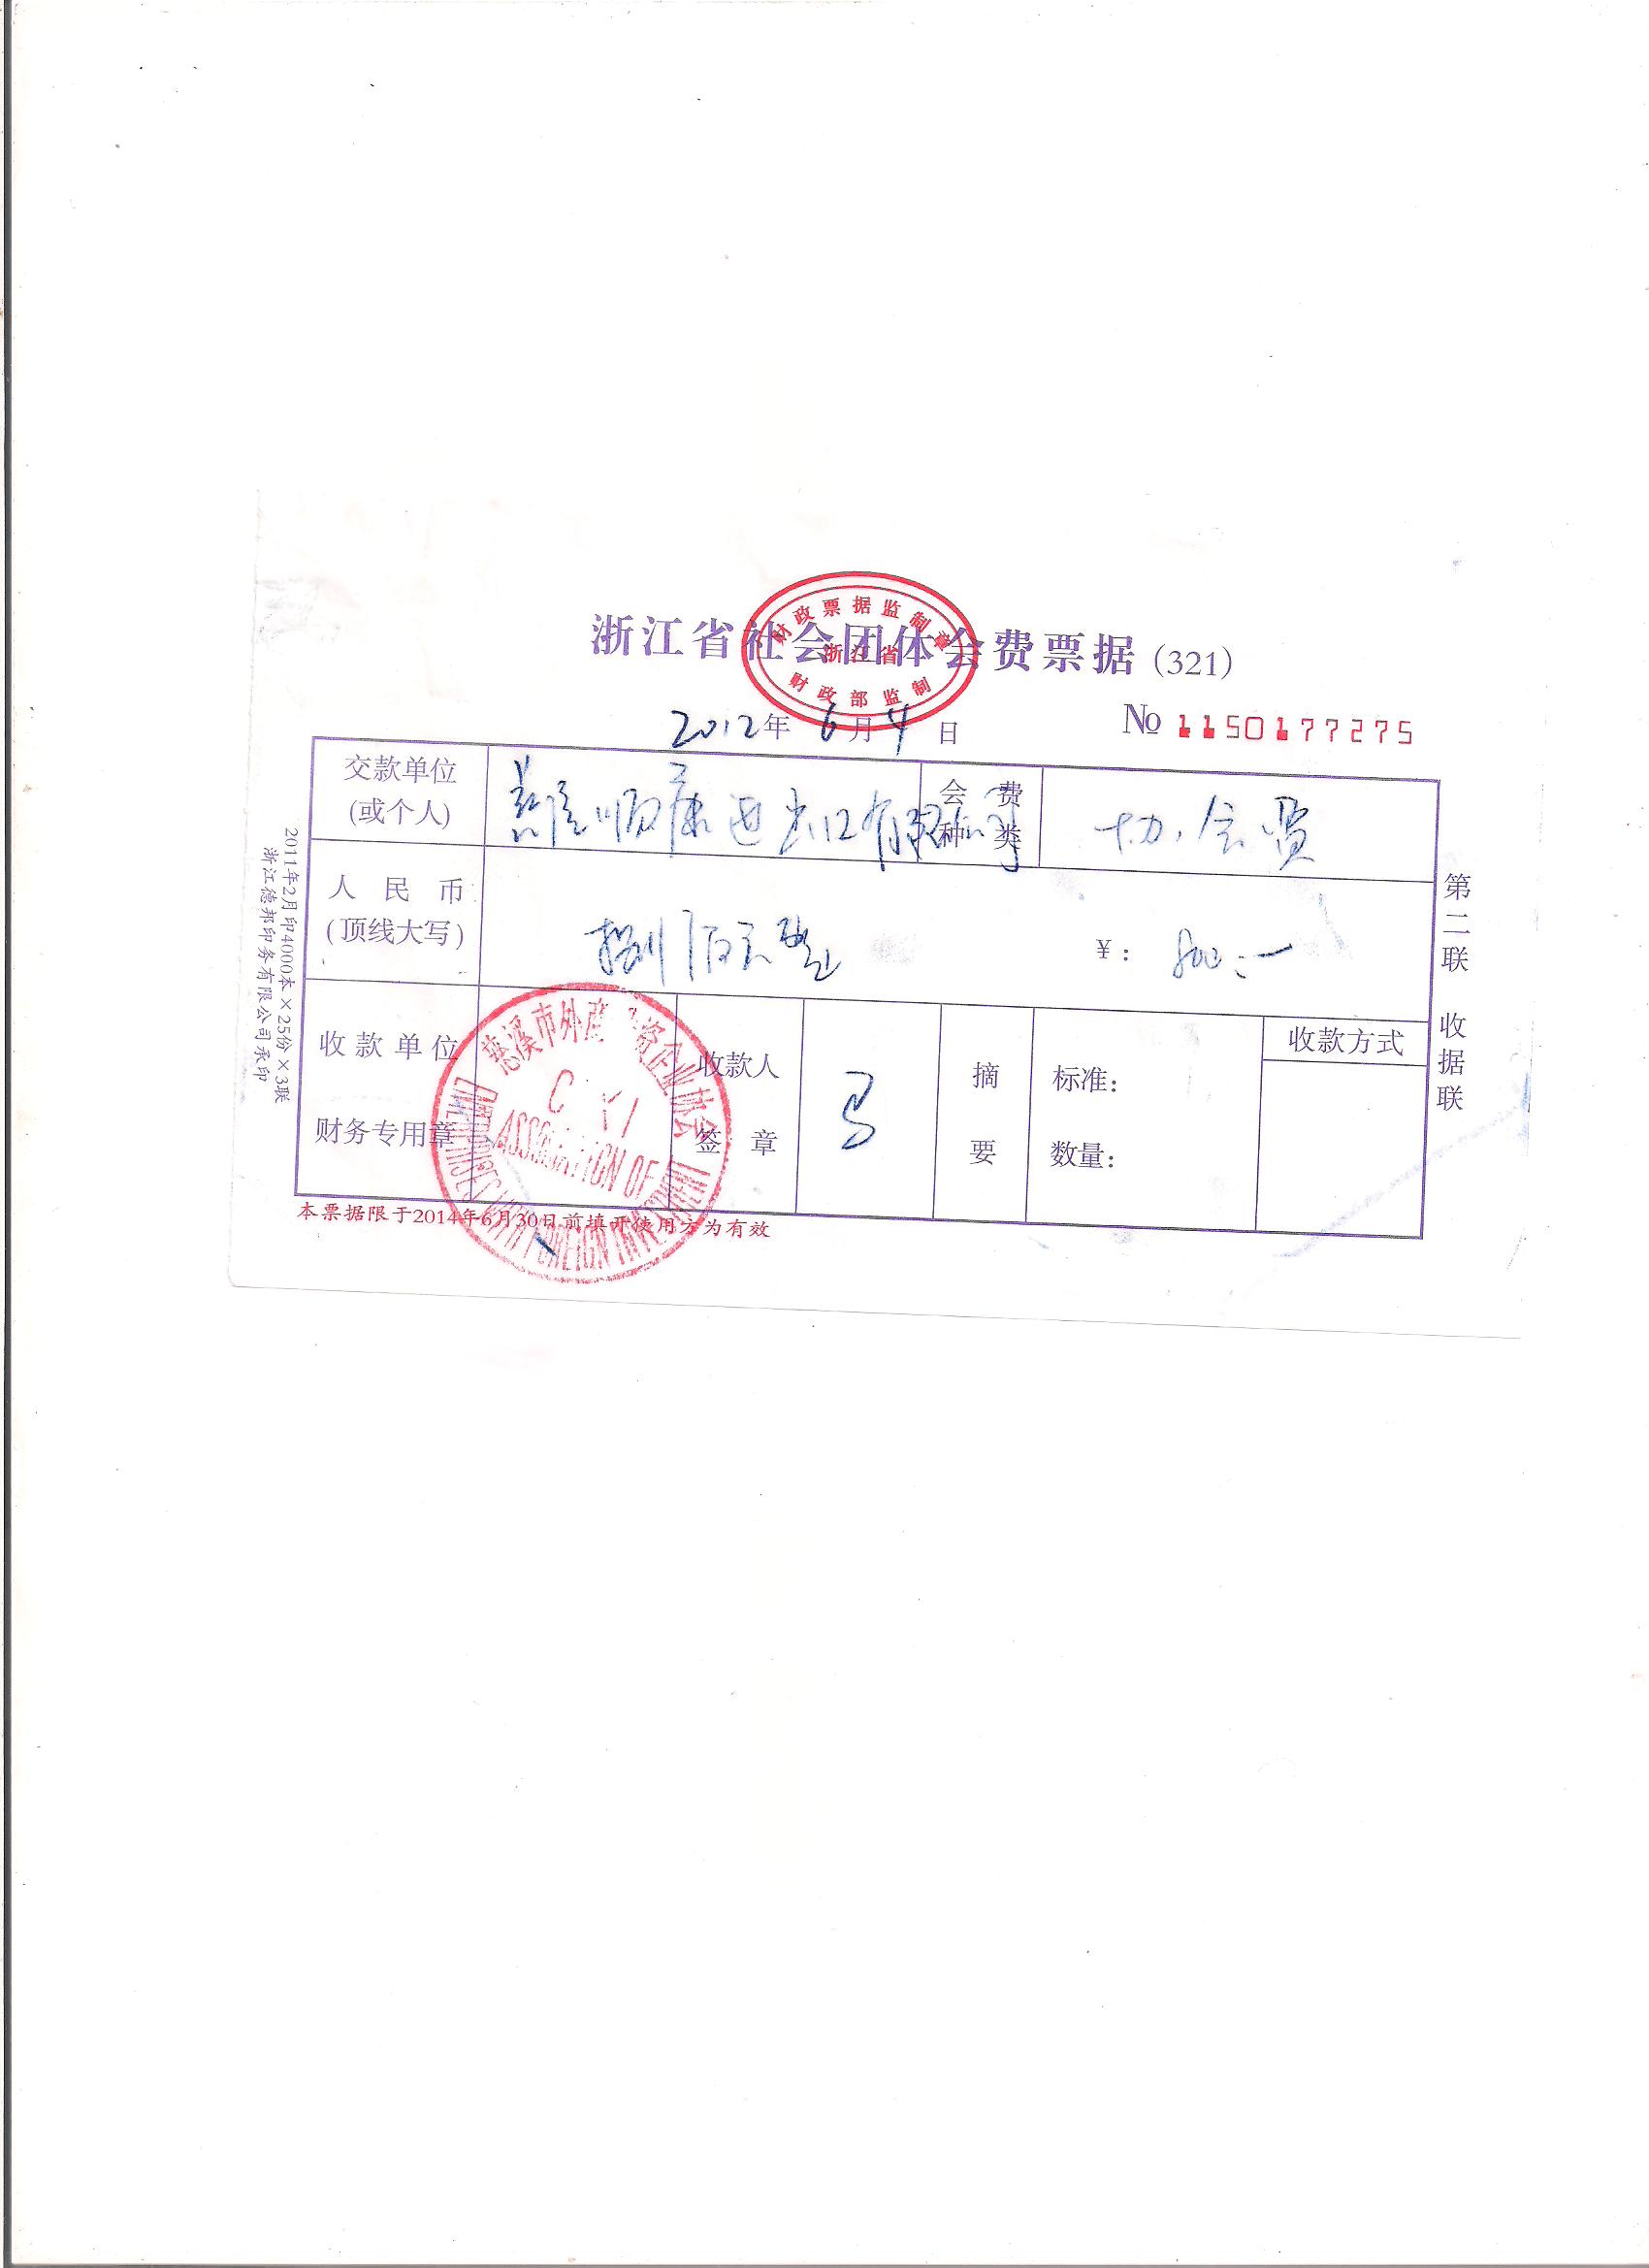 浙江省社会团体会费票据 (321)
财政票据监制章
浙江省
财政部监制
2012年 6月 4日
№ 1150177275
交款单位
(或个人)
慈溪顺康进出口有限公司
会 费
种 类
协会费
人 民 币
(顶线大写)
捌佰元整
¥: 800:—
收款单位
财务专用章
慈溪市外商投资企业协会
CIXI
ASSOCIATION OF
ENTERPRISES WITH FOREIGN INVESTMENT
收款人
签 章
摘
要
标准:
数量:
收款方式
第二联 收据联
本票据限于2014年6月30日前填开使用方为有效
2011年2月印4000本×25份×3联
浙江德邦印务有限公司承印